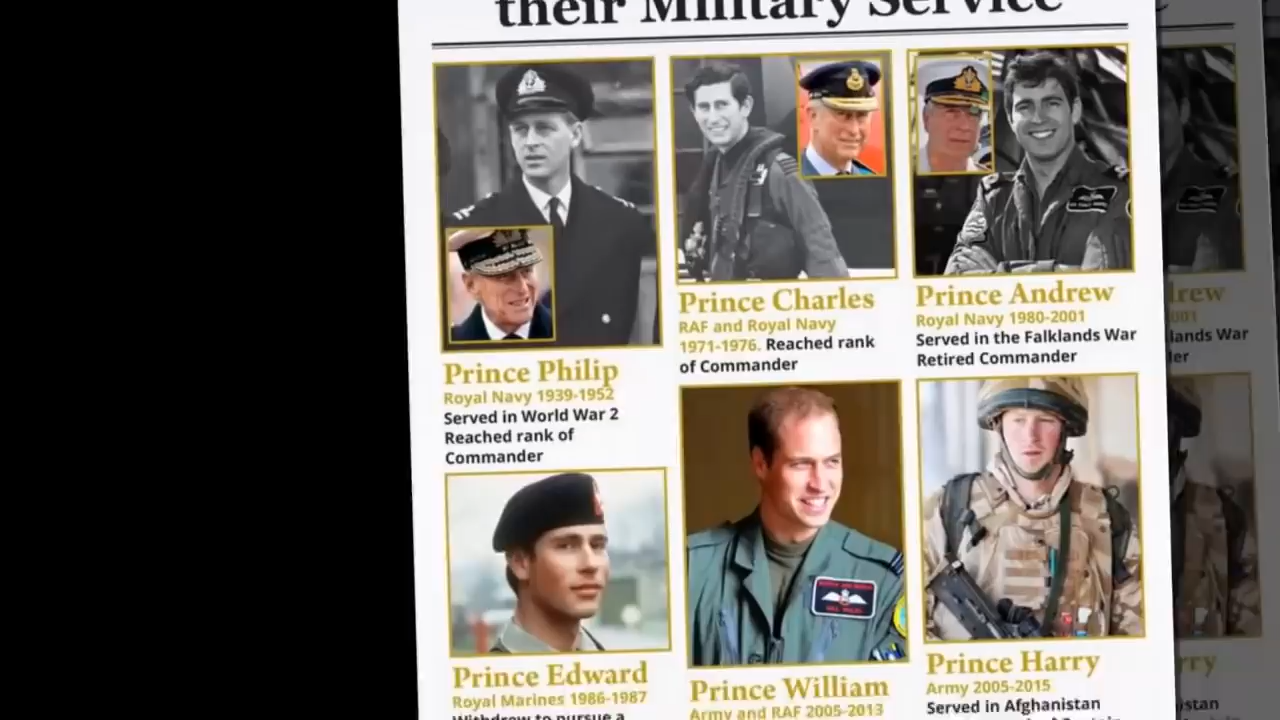 their Military Service
Prince Philip
Royal Navy 1939-1952
Served in World War 2
Reached rank of
Commander
Prince Charles
RAF and Royal Navy
1971-1976. Reached rank
of Commander
Prince Andrew
Royal Navy 1980-2001
Served in the Falklands War
Retired Commander
Prince Edward
Royal Marines 1986-1987
Withdrew to pursue a
Prince William
Army and RAF 2005-2013
Prince Harry
Army 2005-2015
Served in Afghanistan